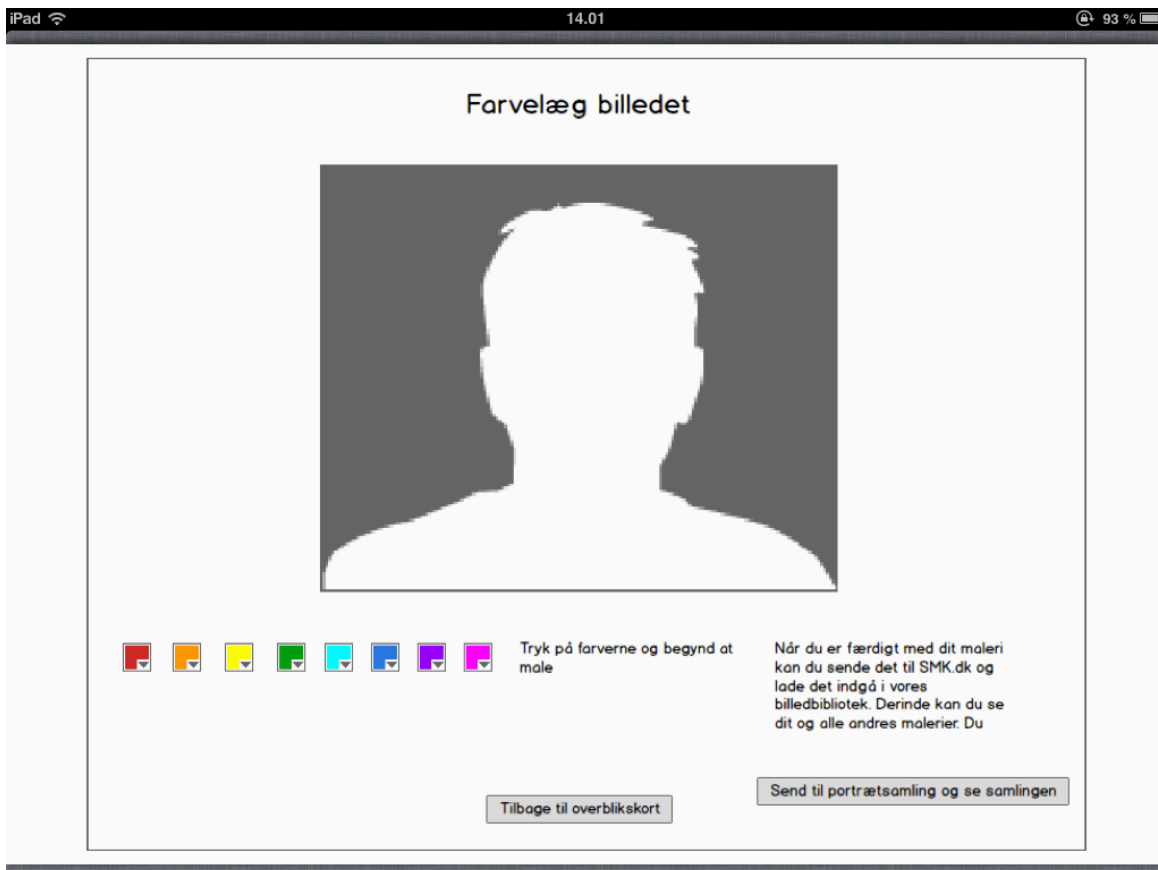 iPad 14.01 93 %
Farvelæg billedet
Tryk på farverne og begynd at
male
Når du er færdigt med dit maleri
kan du sende det til SMK.dk og
lade det indgå i vores
billedbibliotek. Derinde kan du se
dit og alle andres malerier. Du
Send til portrætsamling og se samlingen
Tilbage til overblikskort